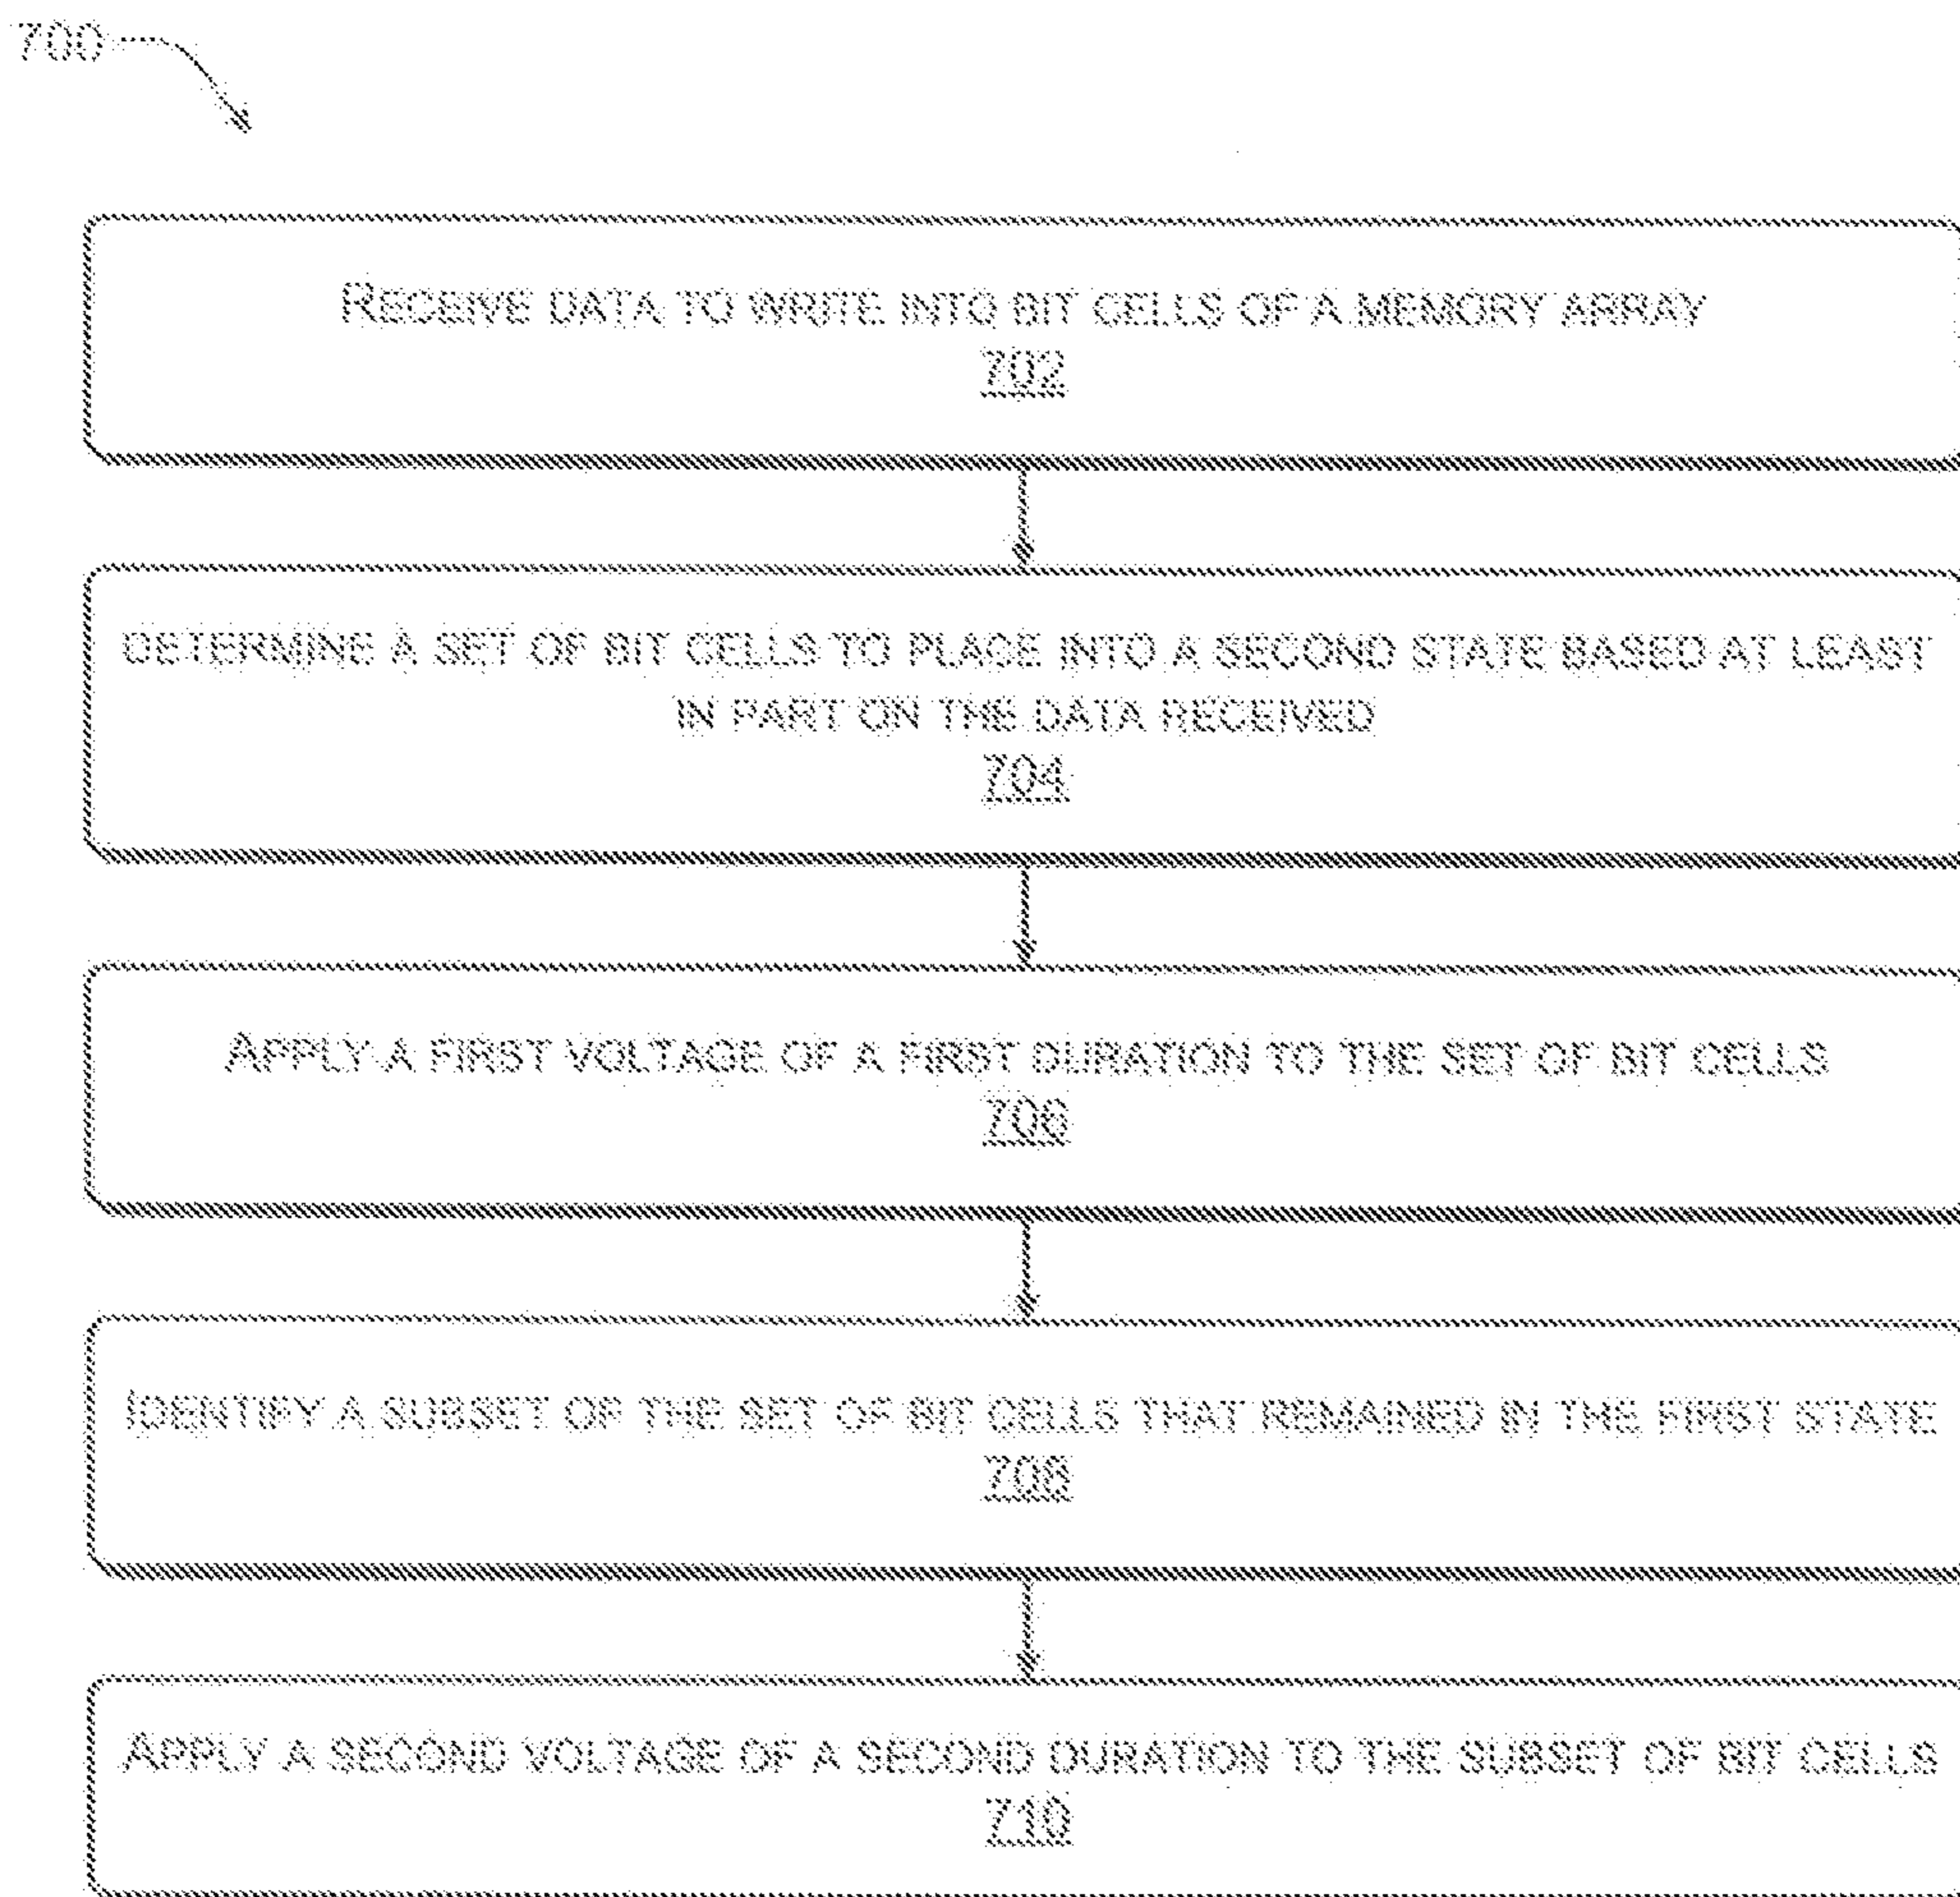 700
RECEIVE DATA TO WRITE INTO BIT CELLS OF A MEMORY ARRAY
702
DETERMINE A SET OF BIT CELLS TO PLACE INTO A SECOND STATE BASED AT LEAST
IN PART ON THE DATA RECEIVED
704
APPLY A FIRST VOLTAGE OF A FIRST DURATION TO THE SET OF BIT CELLS
706
IDENTIFY A SUBSET OF THE SET OF BIT CELLS THAT REMAINED IN THE FIRST STATE
708
APPLY A SECOND VOLTAGE OF A SECOND DURATION TO THE SUBSET OF BIT CELLS
710